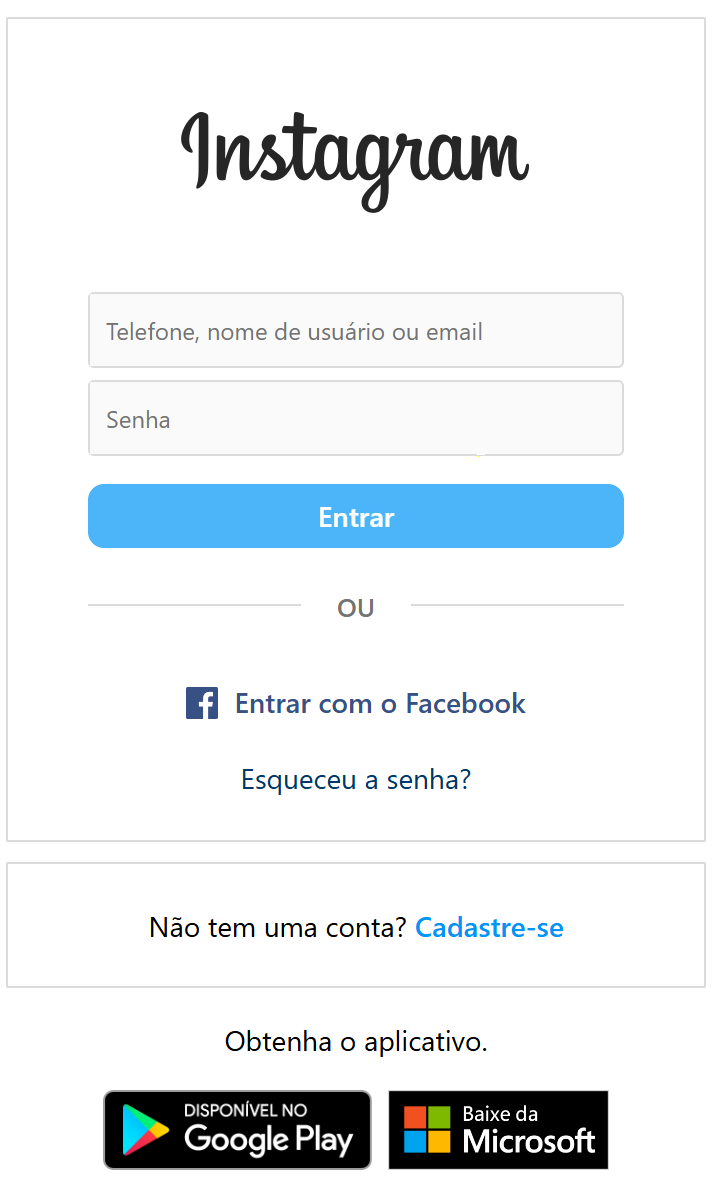 Instagram
Telefone, nome de usuário ou email
Senha
Entrar
OU
Entrar com o Facebook
Esqueceu a senha?
Não tem uma conta? Cadastre-se
Obtenha o aplicativo.
DISPONÍVEL NO
Google Play
Baixe da
Microsoft